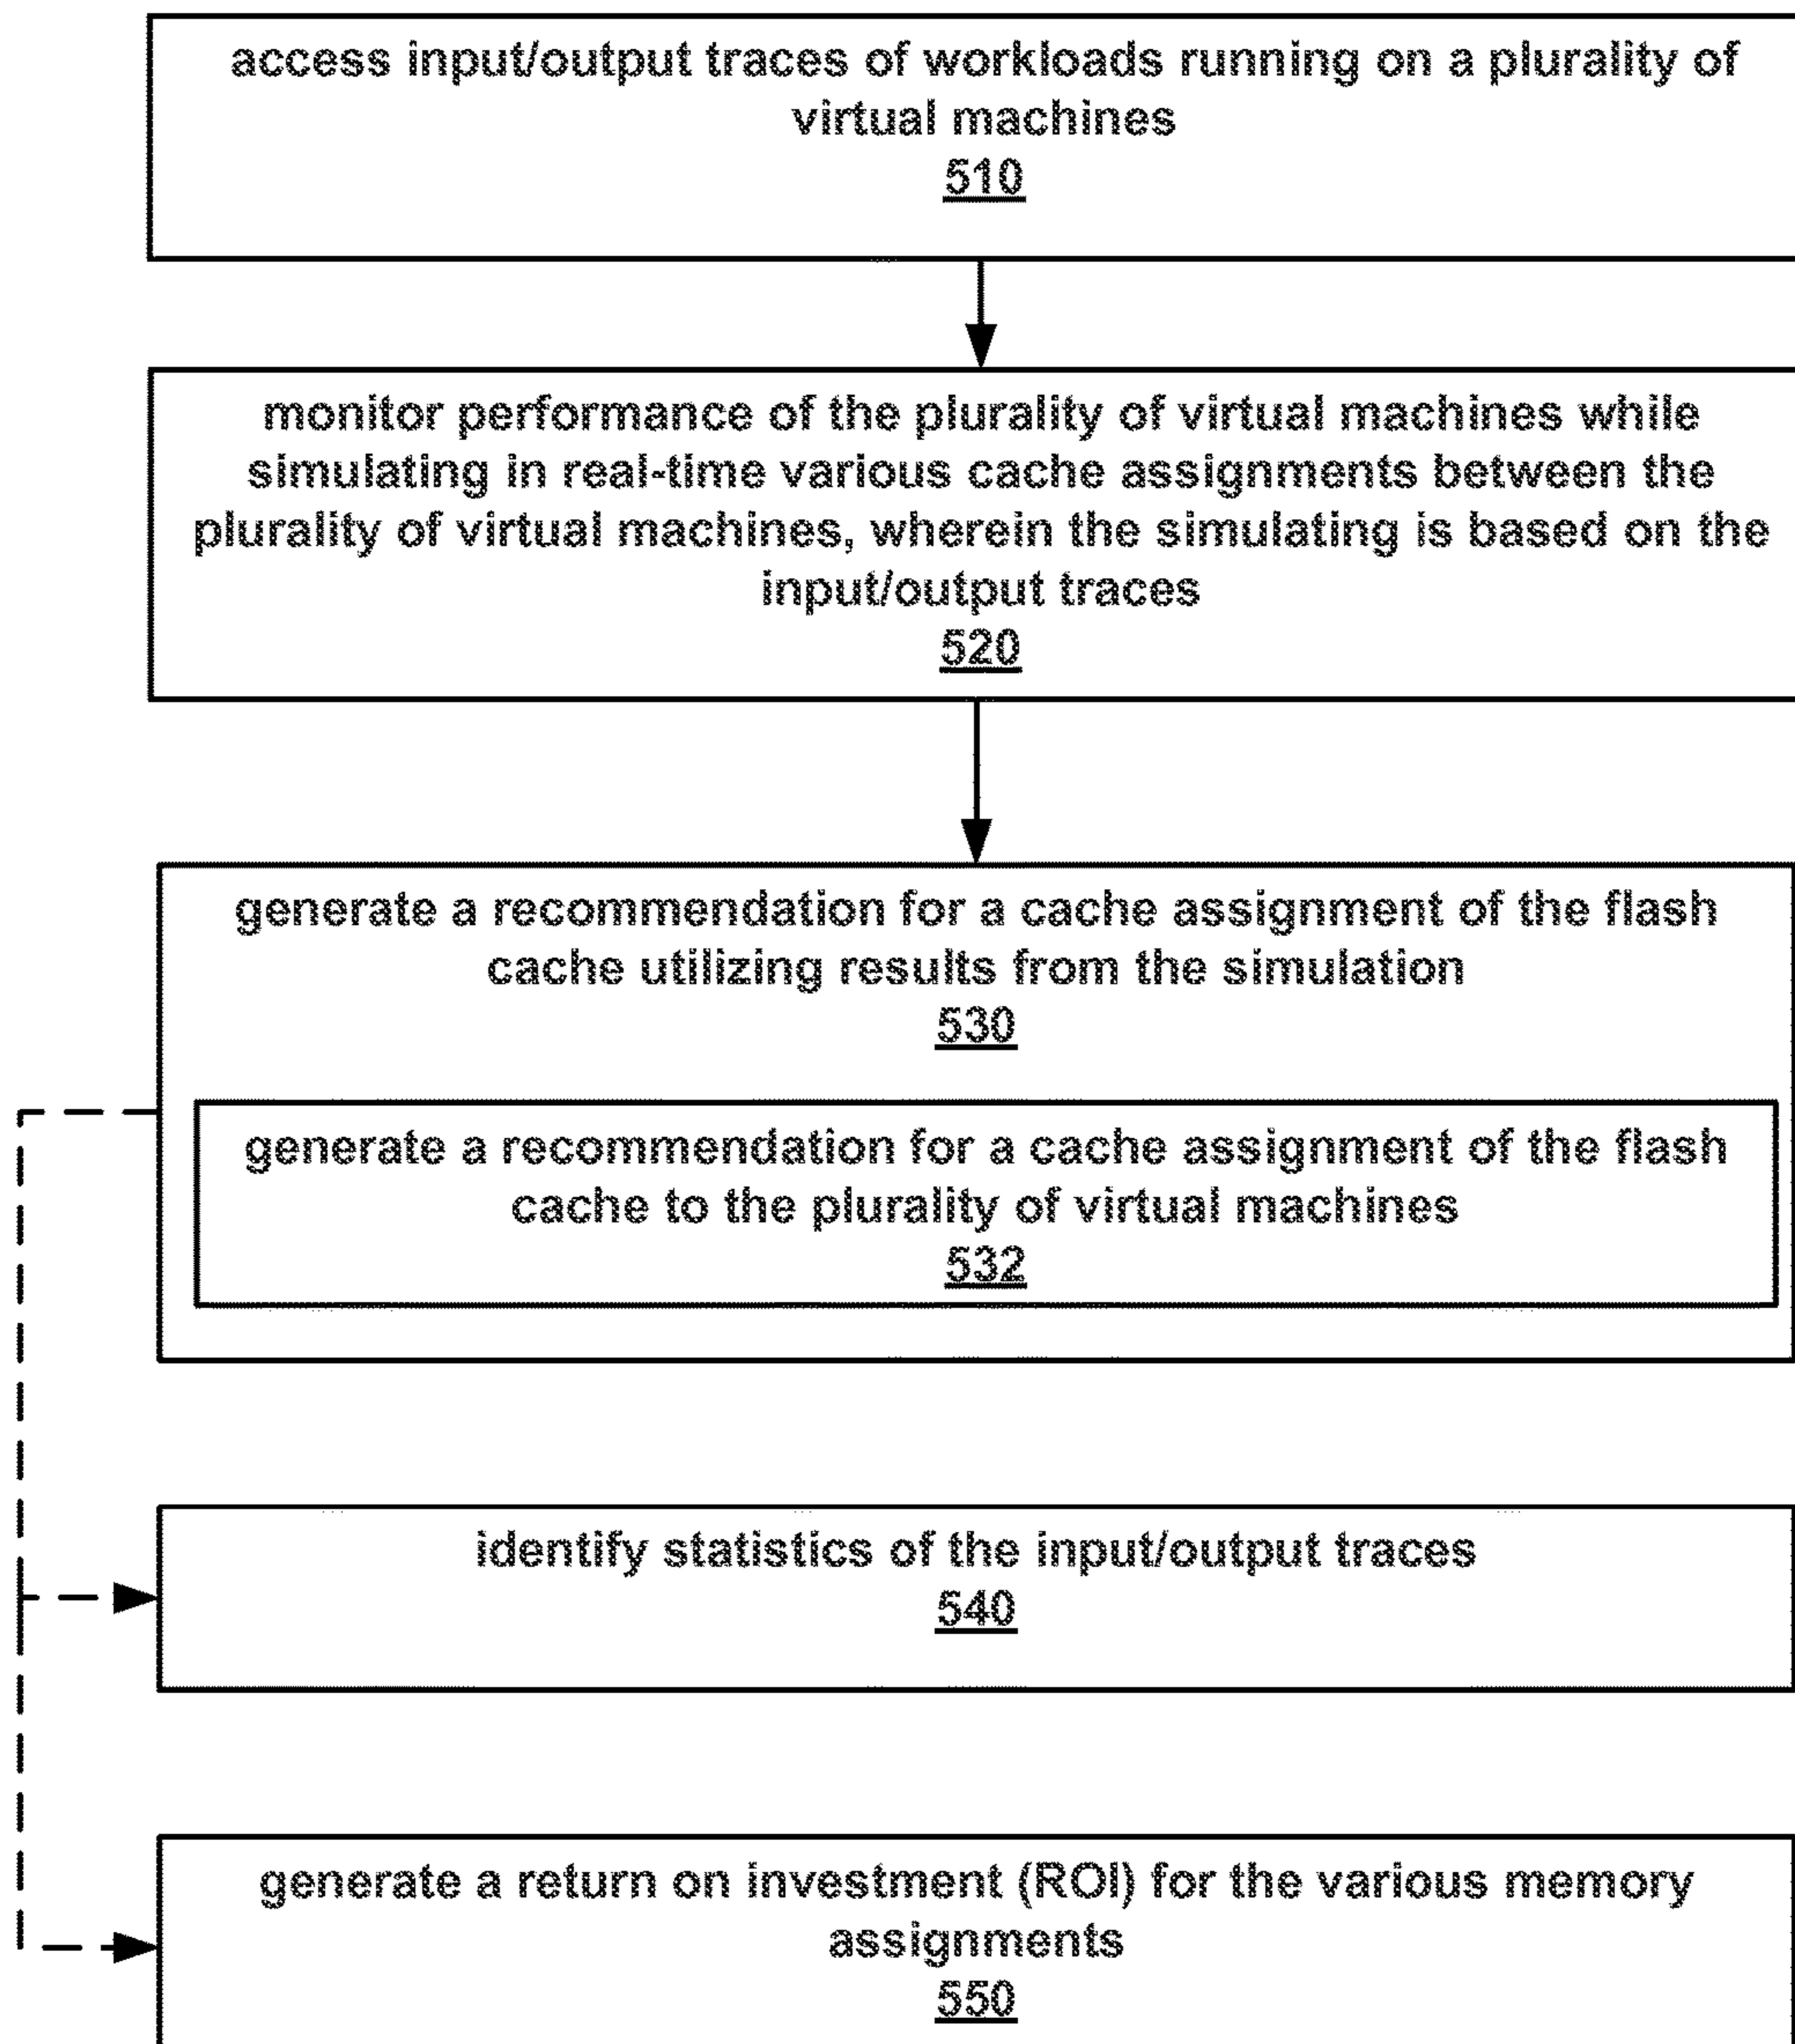 access input/output traces of workloads running on a plurality of
virtual machines
510
monitor performance of the plurality of virtual machines while
simulating in real-time various cache assignments between the
plurality of virtual machines, wherein the simulating is based on the
input/output traces
520
generate a recommendation for a cache assignment of the flash
cache utilizing results from the simulation
530
generate a recommendation for a cache assignment of the flash
cache to the plurality of virtual machines
532
identify statistics of the input/output traces
540
generate a return on investment (ROI) for the various memory
assignments
550